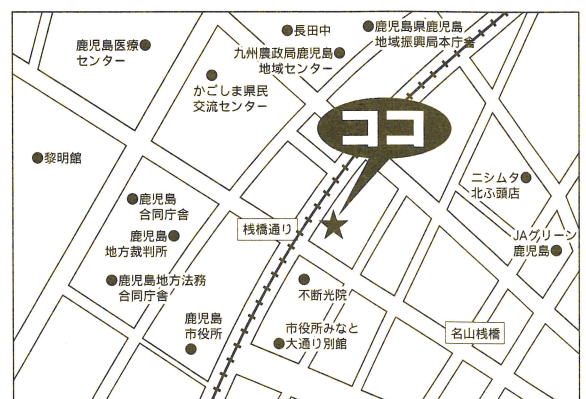 長田中
鹿児島県鹿児島
地域振興局本庁舎
鹿児島医療
センター
九州農政局鹿児島
地域センター
かごしま県民
交流センター
ココ
黎明館
ニシムタ
北ふ頭店
鹿児島
合同庁舎
桟橋通り
鹿児島
地方裁判所
JAグリーン
鹿児島
鹿児島地方法務
合同庁舎
不断光院
鹿児島
市役所
市役所みなと
大通り別館
名山桟橋